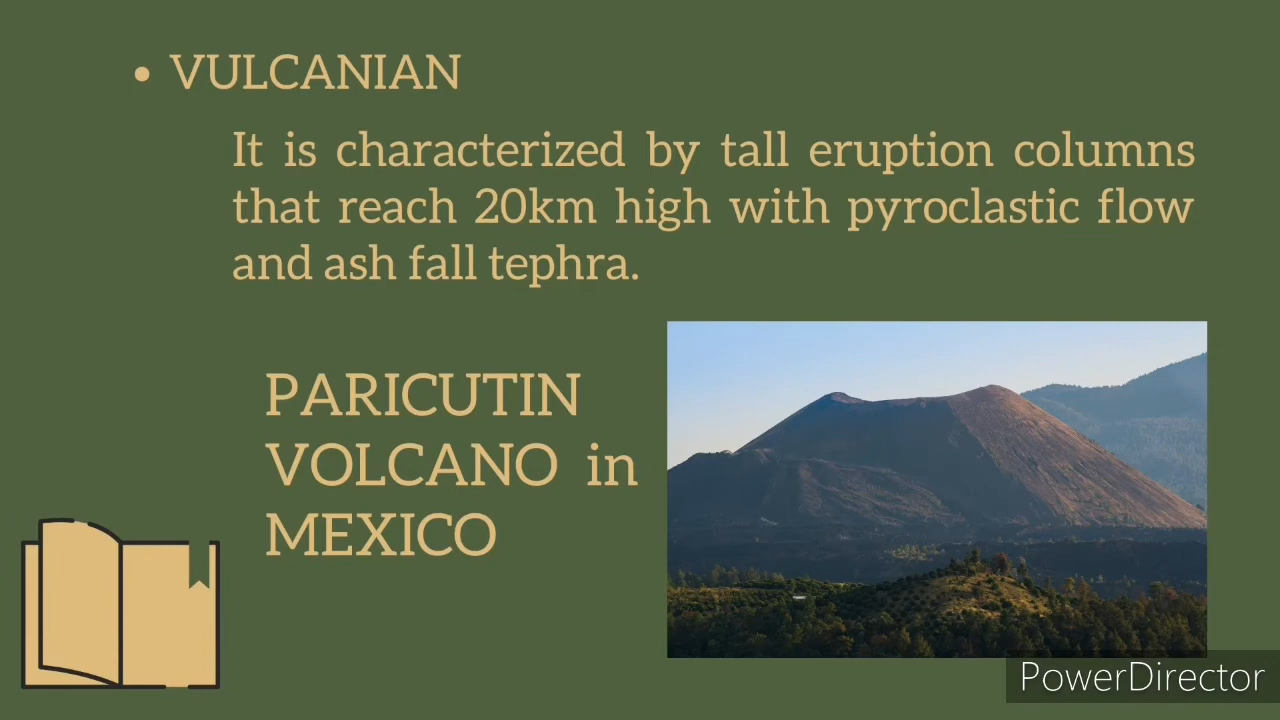 • VULCANIAN
It is characterized by tall eruption columns
that reach 20km high with pyroclastic flow
and ash fall tephra.
PARICUTIN
VOLCANO in
MEXICO
PowerDirector